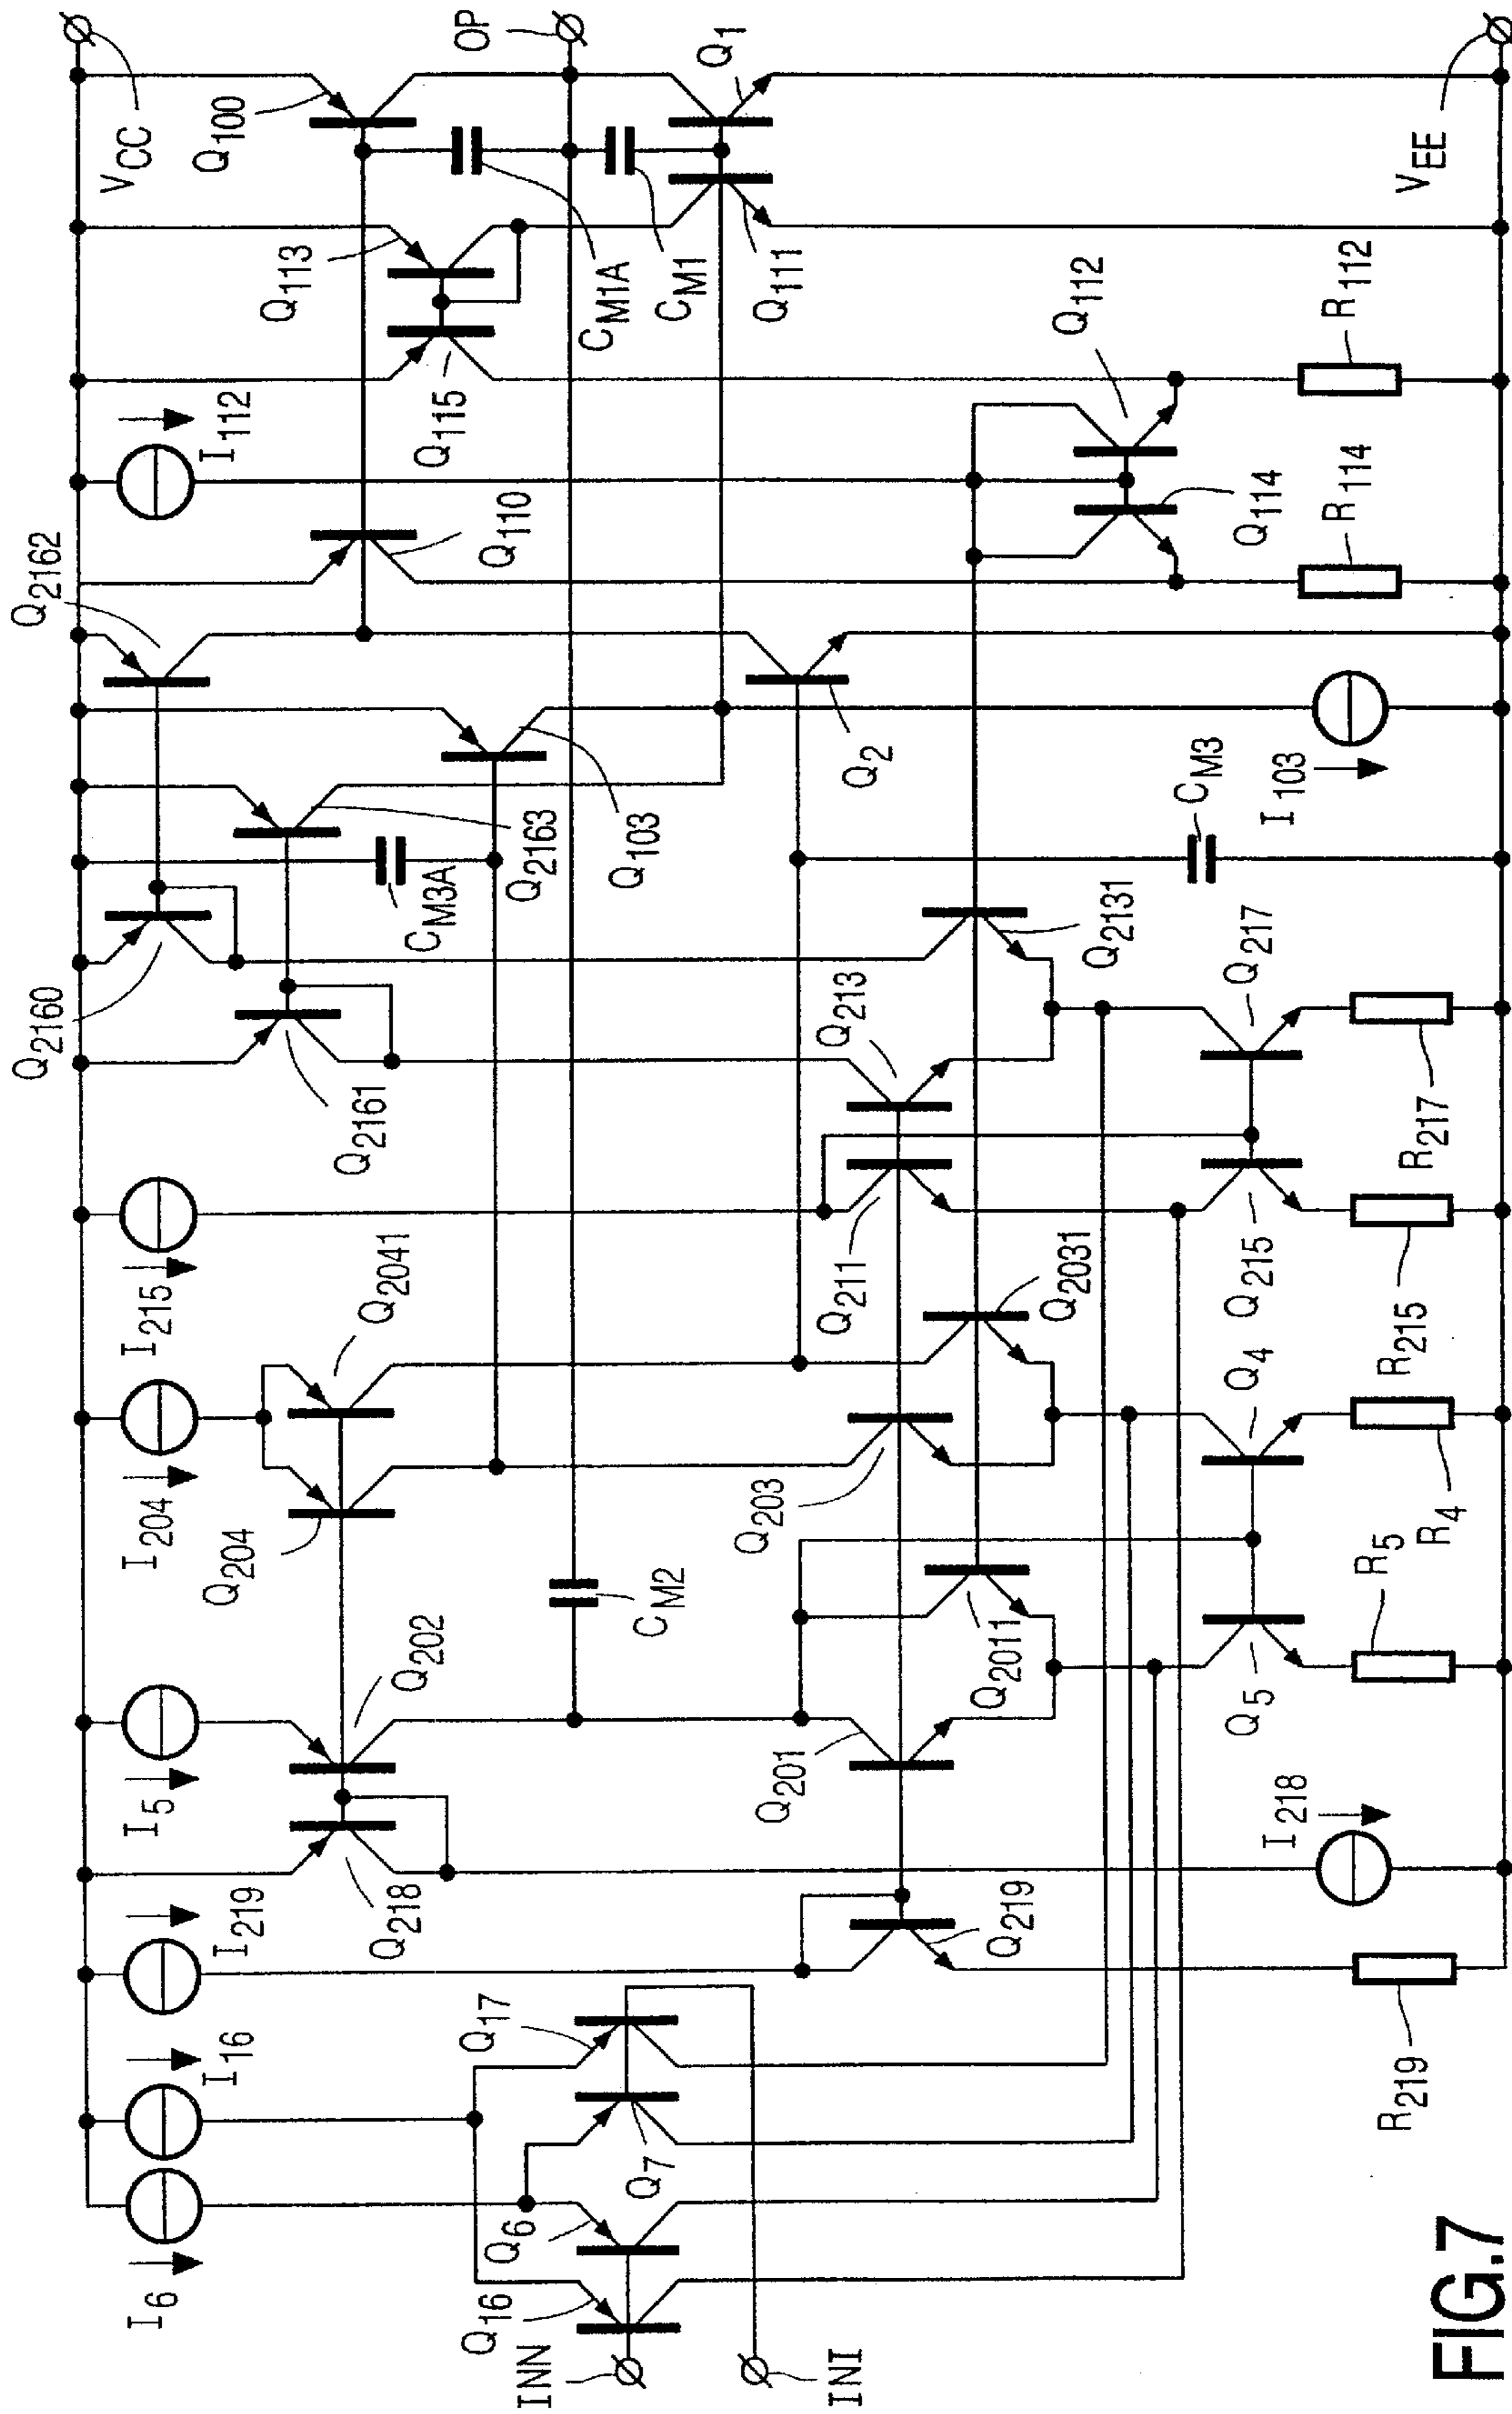 I6
I16
I219
I5
I204
I215
Q2160
Q2162
I112
VCC
Q100
OP
Q113
Q115
Q110
Q2161
Q2041
Q204
Q202
Q218
Q17
Q6
Q7
Q16
INN
INI
CM3A
Q2163
Q103
CM1A
CM1
Q1
Q111
CM2
Q2
Q112
Q114
Q203
Q201
Q2011
Q2031
Q211
Q213
Q2131
Q219
CM3
I218
I103
Q5
Q4
Q215
Q217
R219
R5
R4
R215
R217
R114
R112
VEE
FIG.7